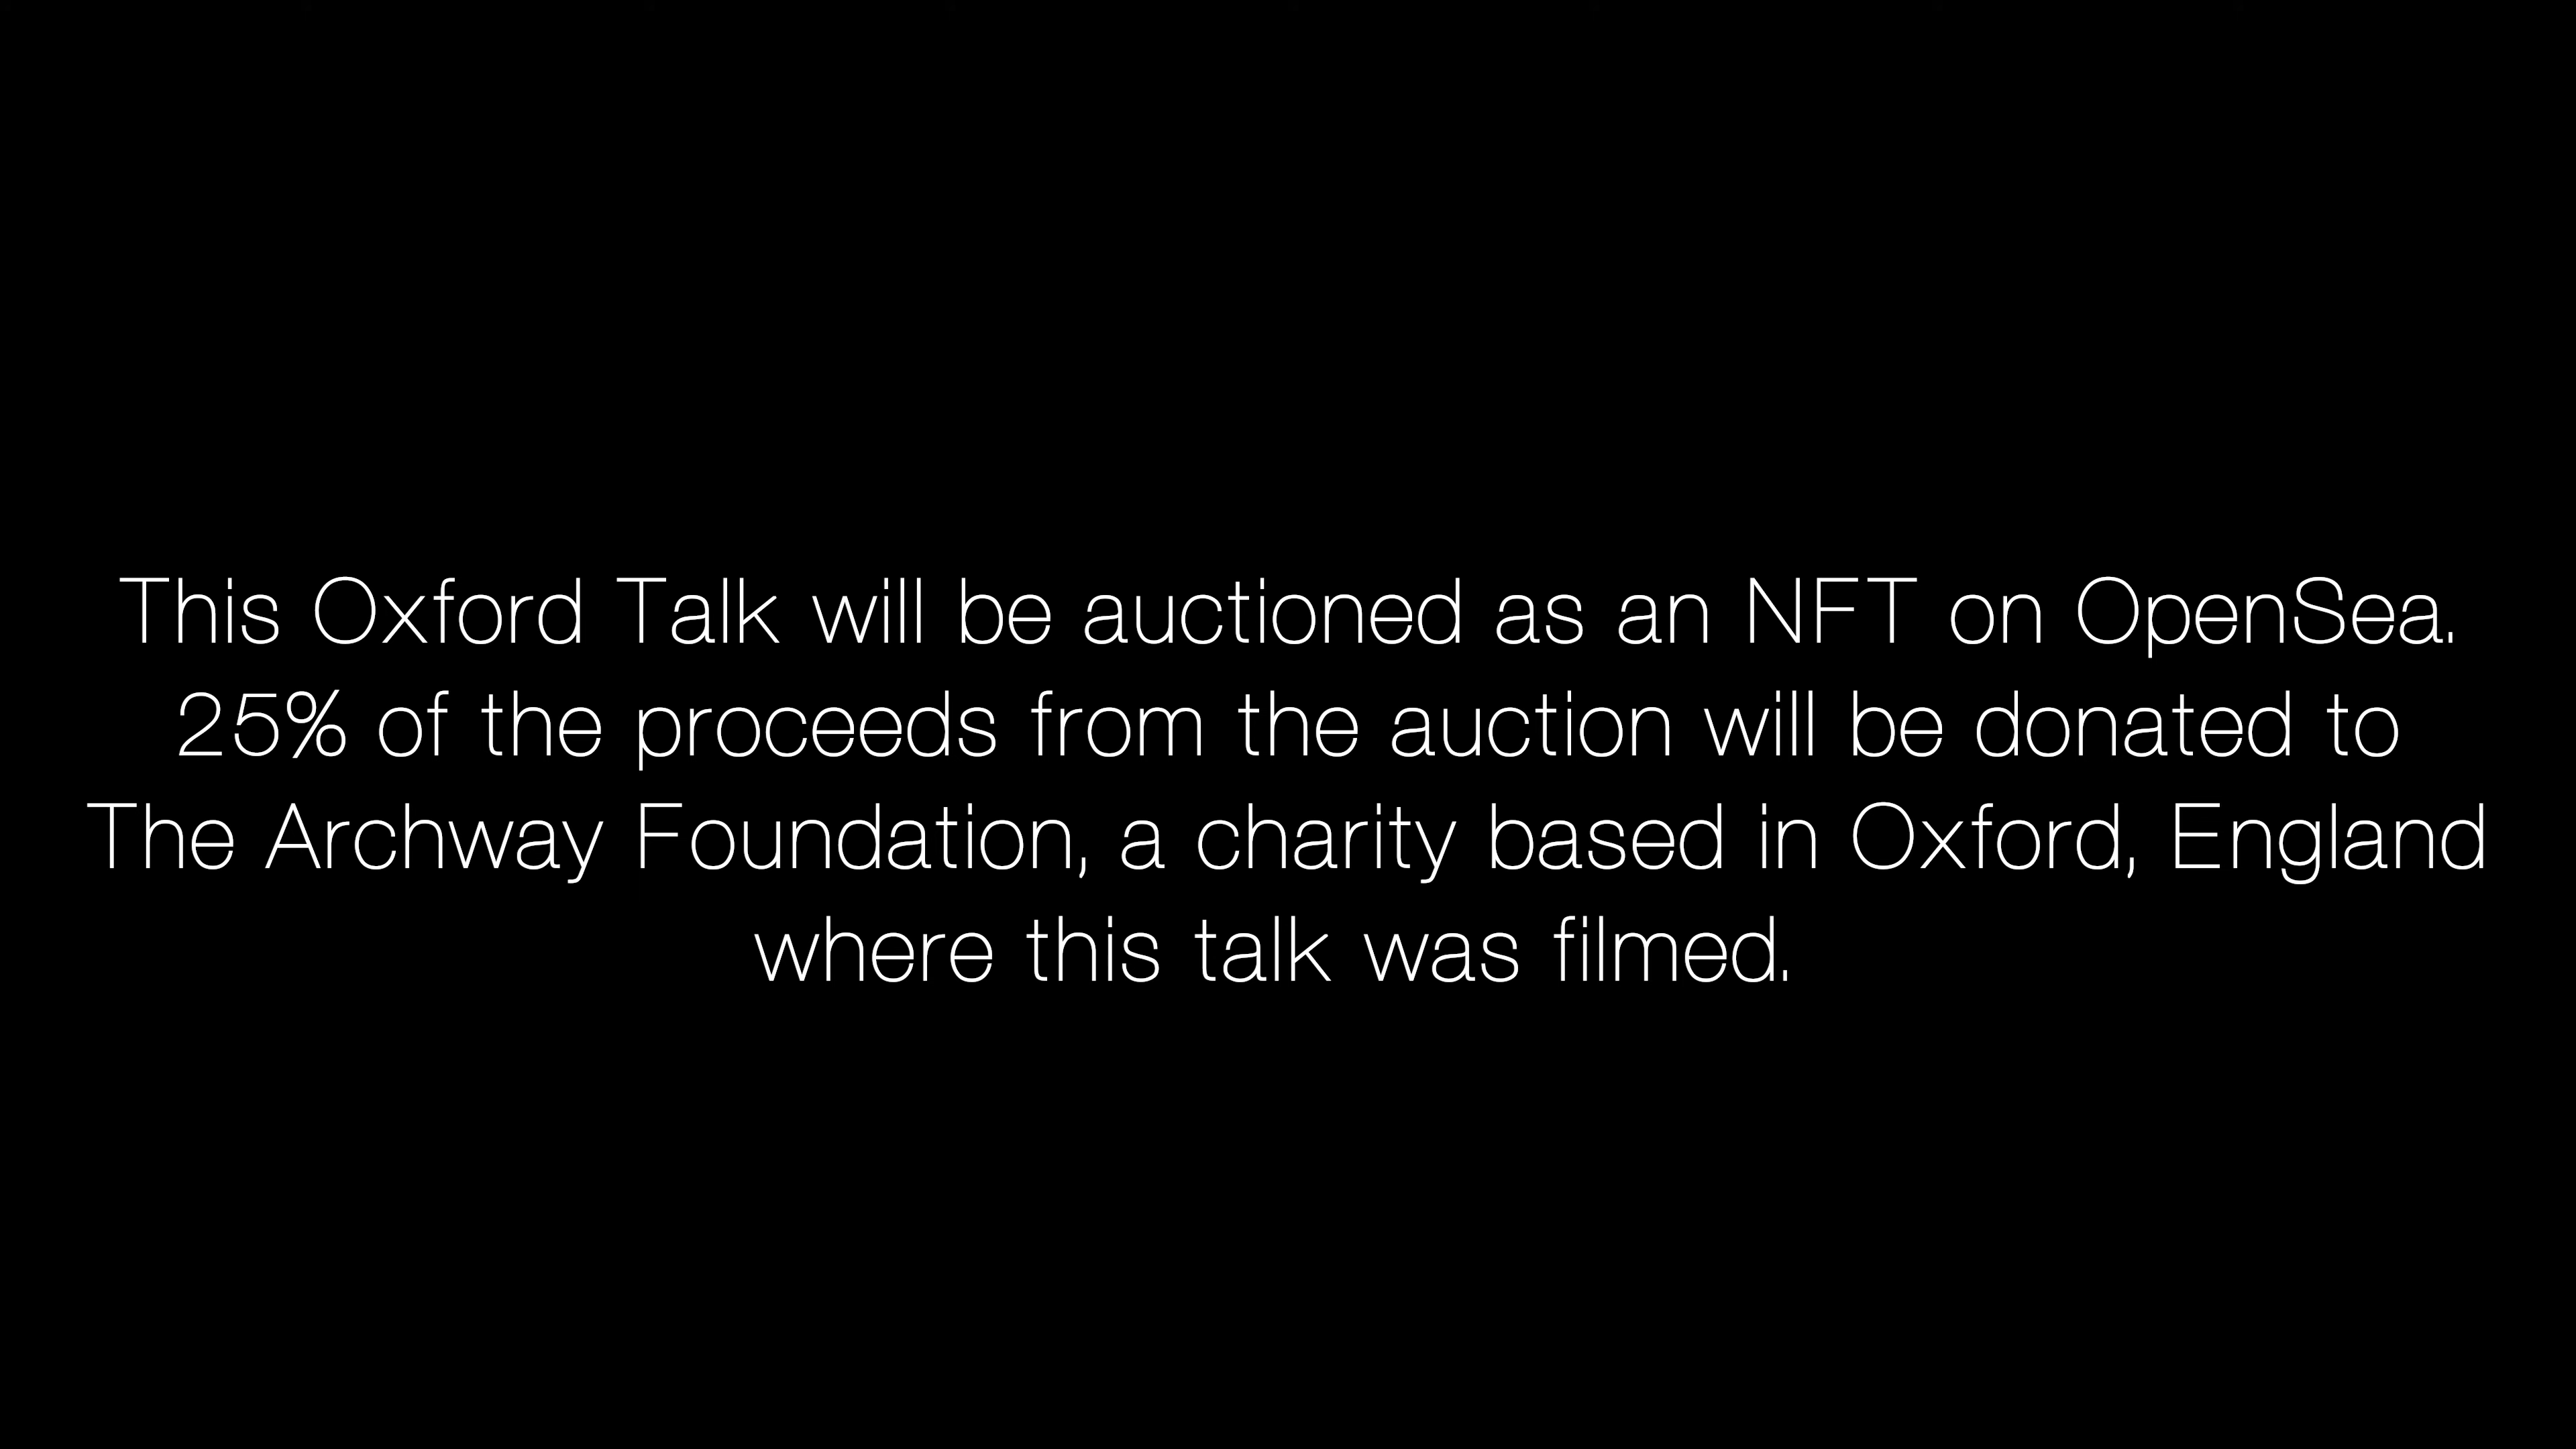 This Oxford Talk will be auctioned as an NFT on OpenSea.
25% of the proceeds from the auction will be donated to
The Archway Foundation, a charity based in Oxford, England
where this talk was filmed.